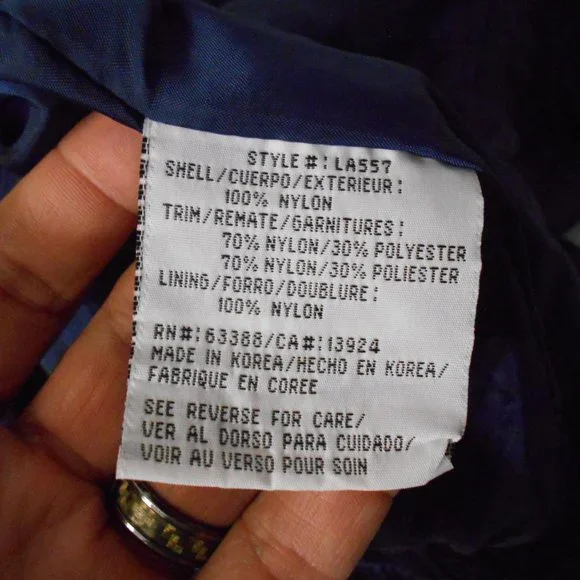 STYLE #: LA557
SHELL/CUERPO/EXTERIEUR:
100% NYLON
TRIM/REMATE/GARNITURES:
70% NYLON/30% POLYESTER
70% NYLON/30% POLIESTER
LINING/FORRO/DOUBLURE:
100% NYLON
RN#:63388/CA#:13924
MADE IN KOREA/HECHO EN KOREA/
FABRIQUE EN COREE
SEE REVERSE FOR CARE/
VER AL DORSO PARA CUIDADO/
VOIR AU VERSO POUR SOIN